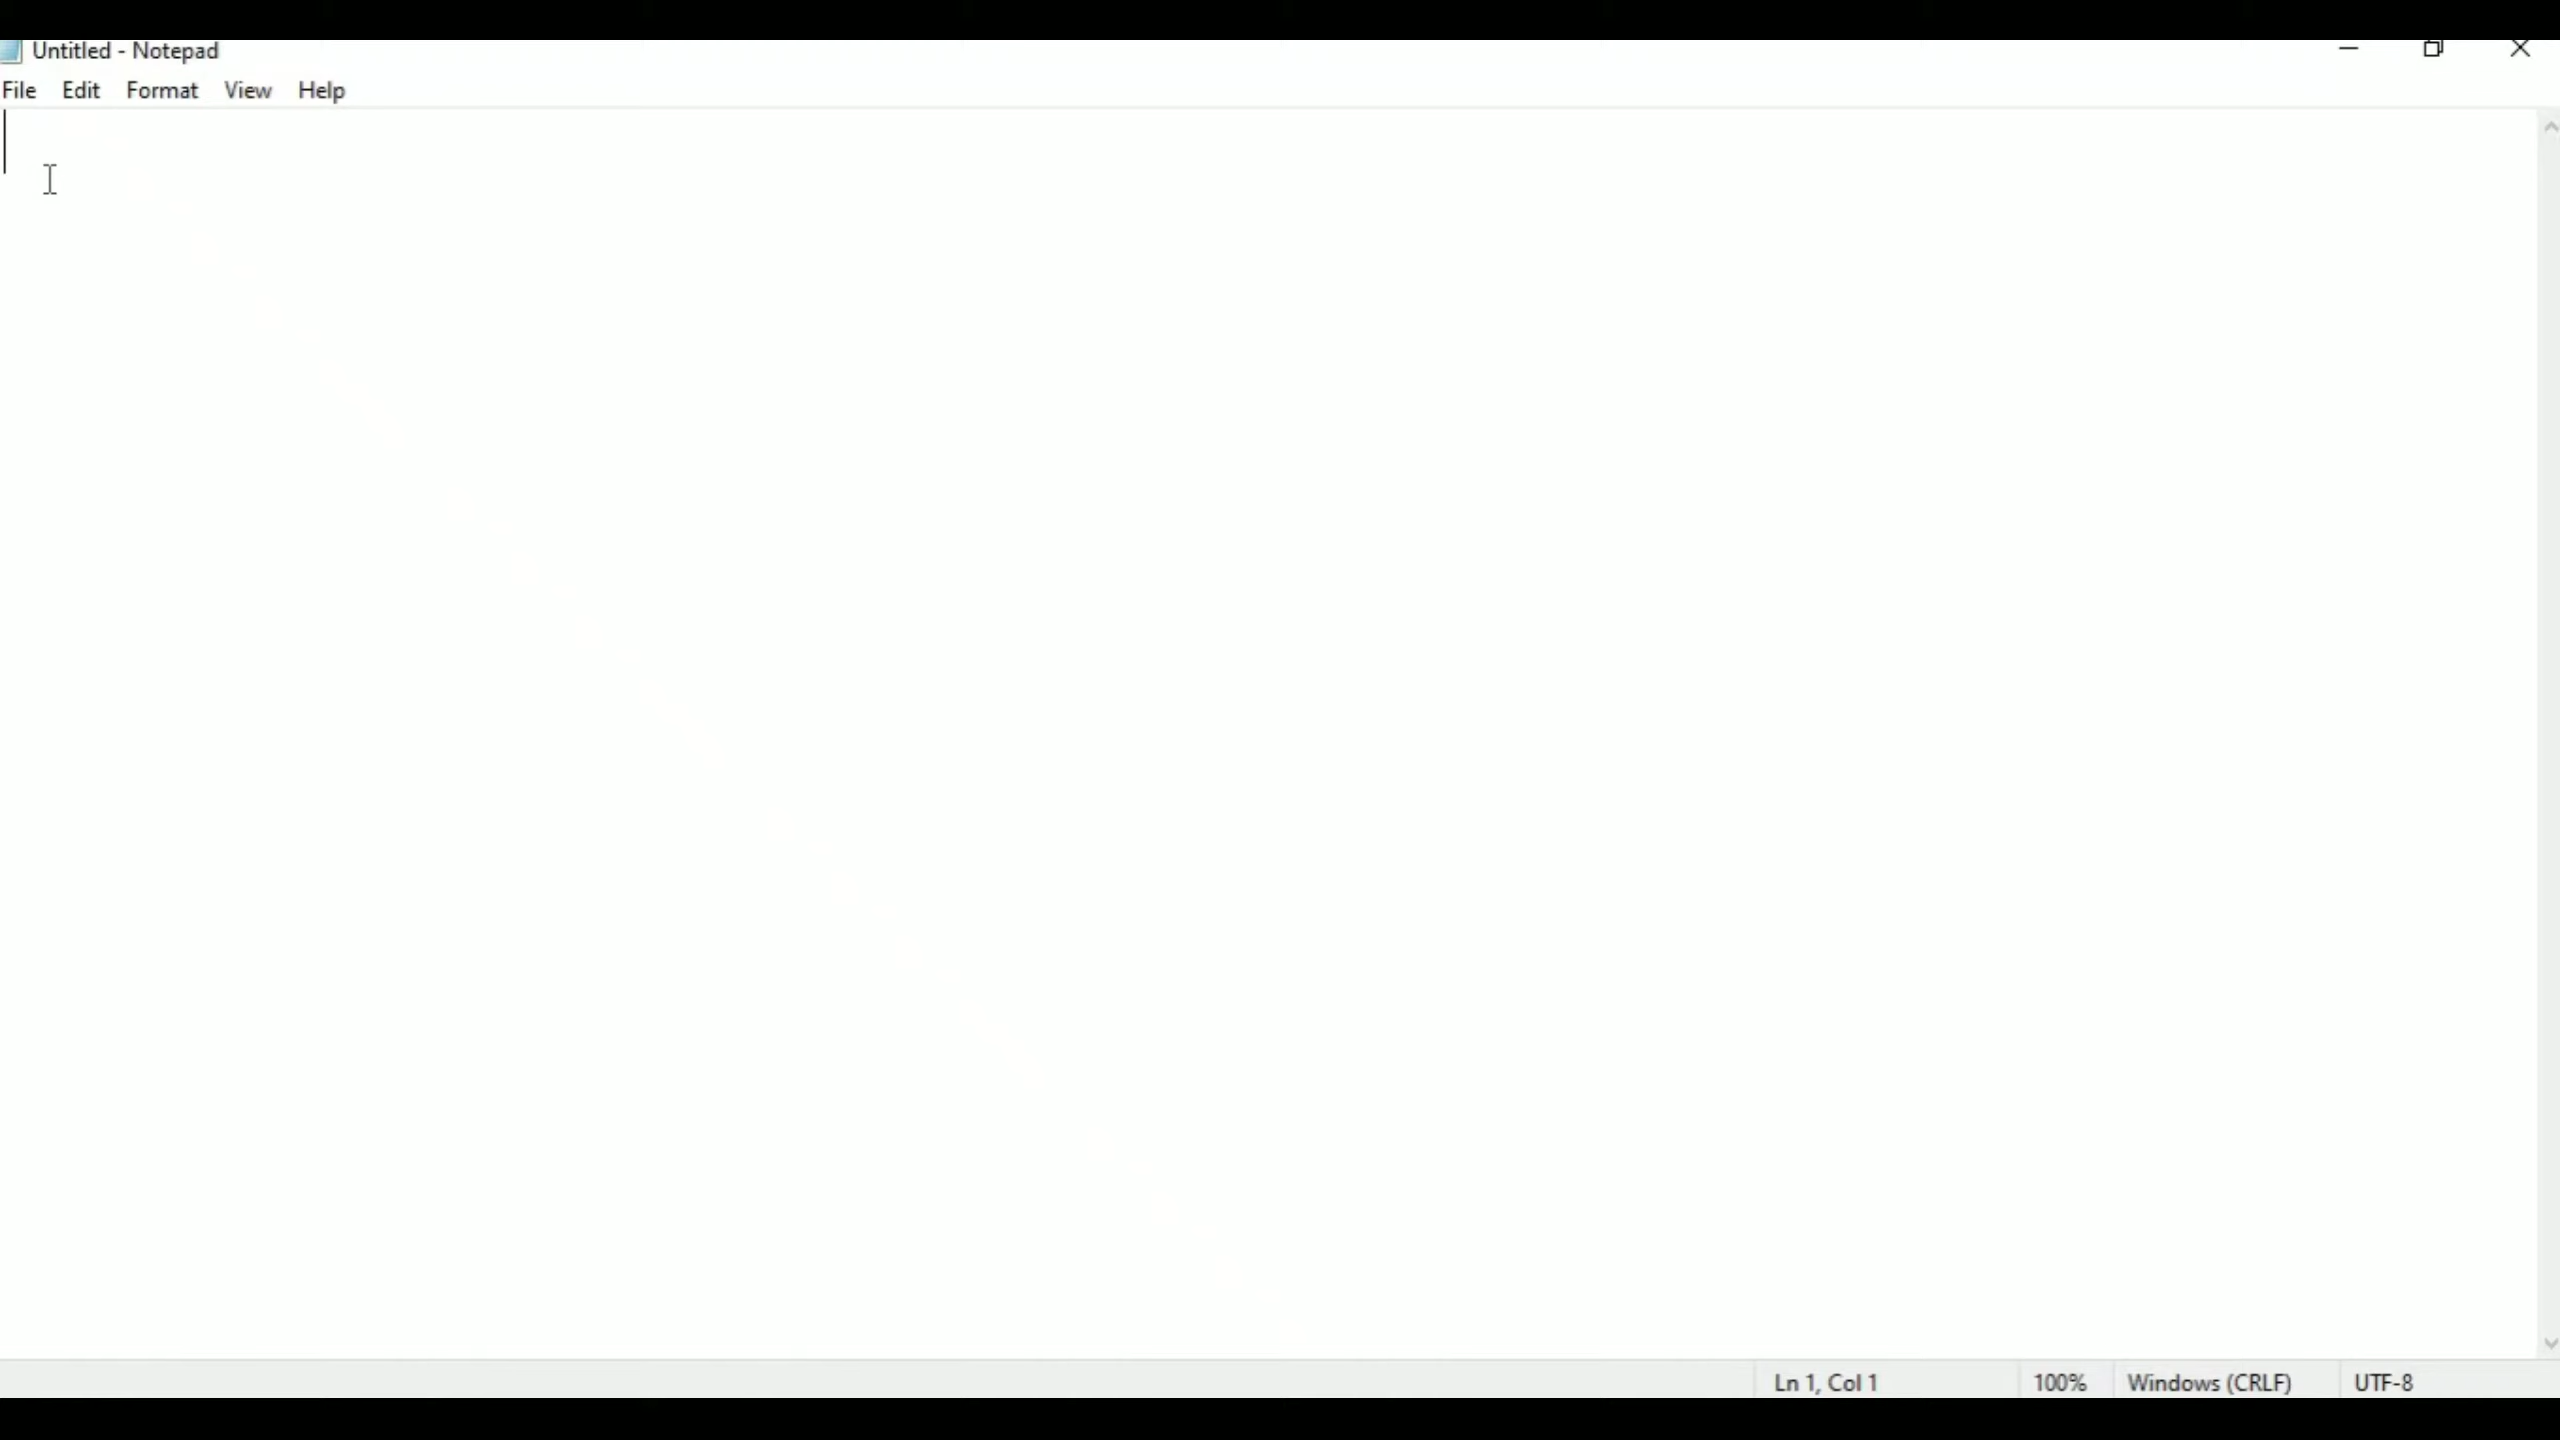 Untitled - Notepad
File Edit Format View Help
Ln 1, Col 1 100% Windows (CRLF) UTF-8